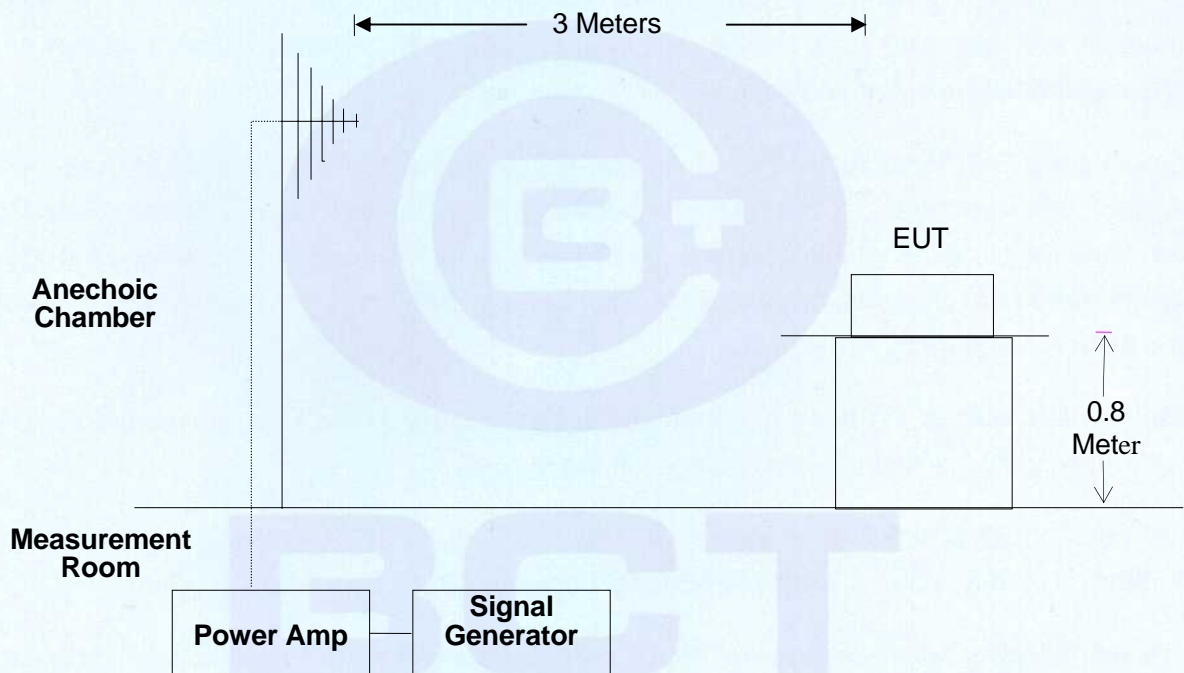 3 Meters
EUT
Anechoic
Chamber
0.8
Meter
Measurement
Room
Power Amp
Signal
Generator
BCT